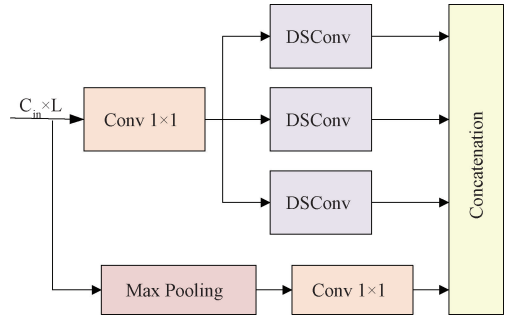 DSConv
C_in×L
Conv 1×1
DSConv
DSConv
Concatenation
Max Pooling
Conv 1×1